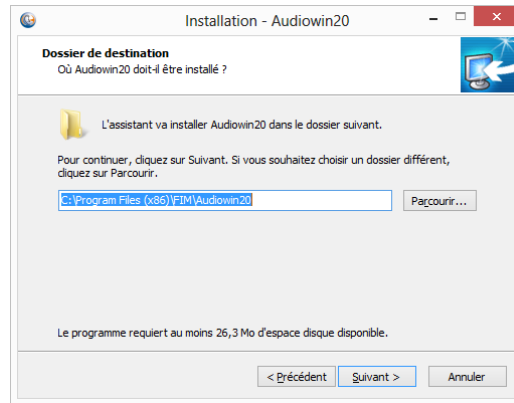 Installation - Audiowin20
Dossier de destination
Où Audiowin20 doit-il être installé ?
L'assistant va installer Audiowin20 dans le dossier suivant.
Pour continuer, cliquez sur Suivant. Si vous souhaitez choisir un dossier différent,
cliquez sur Parcourir.
C:\Program Files (x86)\FIM\Audiowin20
Parcourir...
Le programme requiert au moins 26,3 Mo d'espace disque disponible.
< Précédent
Suivant >
Annuler